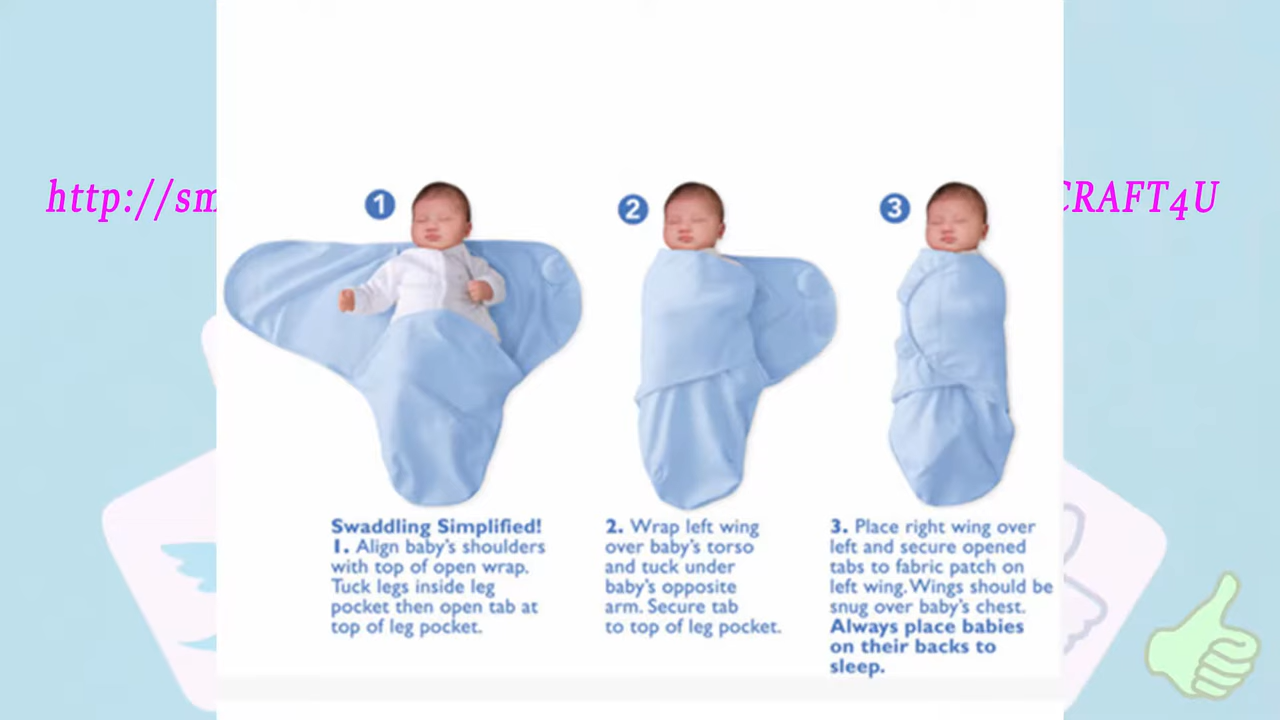 http://sm
CRAFT4U
1
2
3
Swaddling Simplified!
1. Align baby's shoulders
with top of open wrap.
Tuck legs inside leg
pocket then open tab at
top of leg pocket.
2. Wrap left wing
over baby's torso
and tuck under
baby's opposite
arm. Secure tab
to top of leg pocket.
3. Place right wing over
left and secure opened
tabs to fabric patch on
left wing. Wings should be
snug over baby's chest.
Always place babies
on their backs to
sleep.